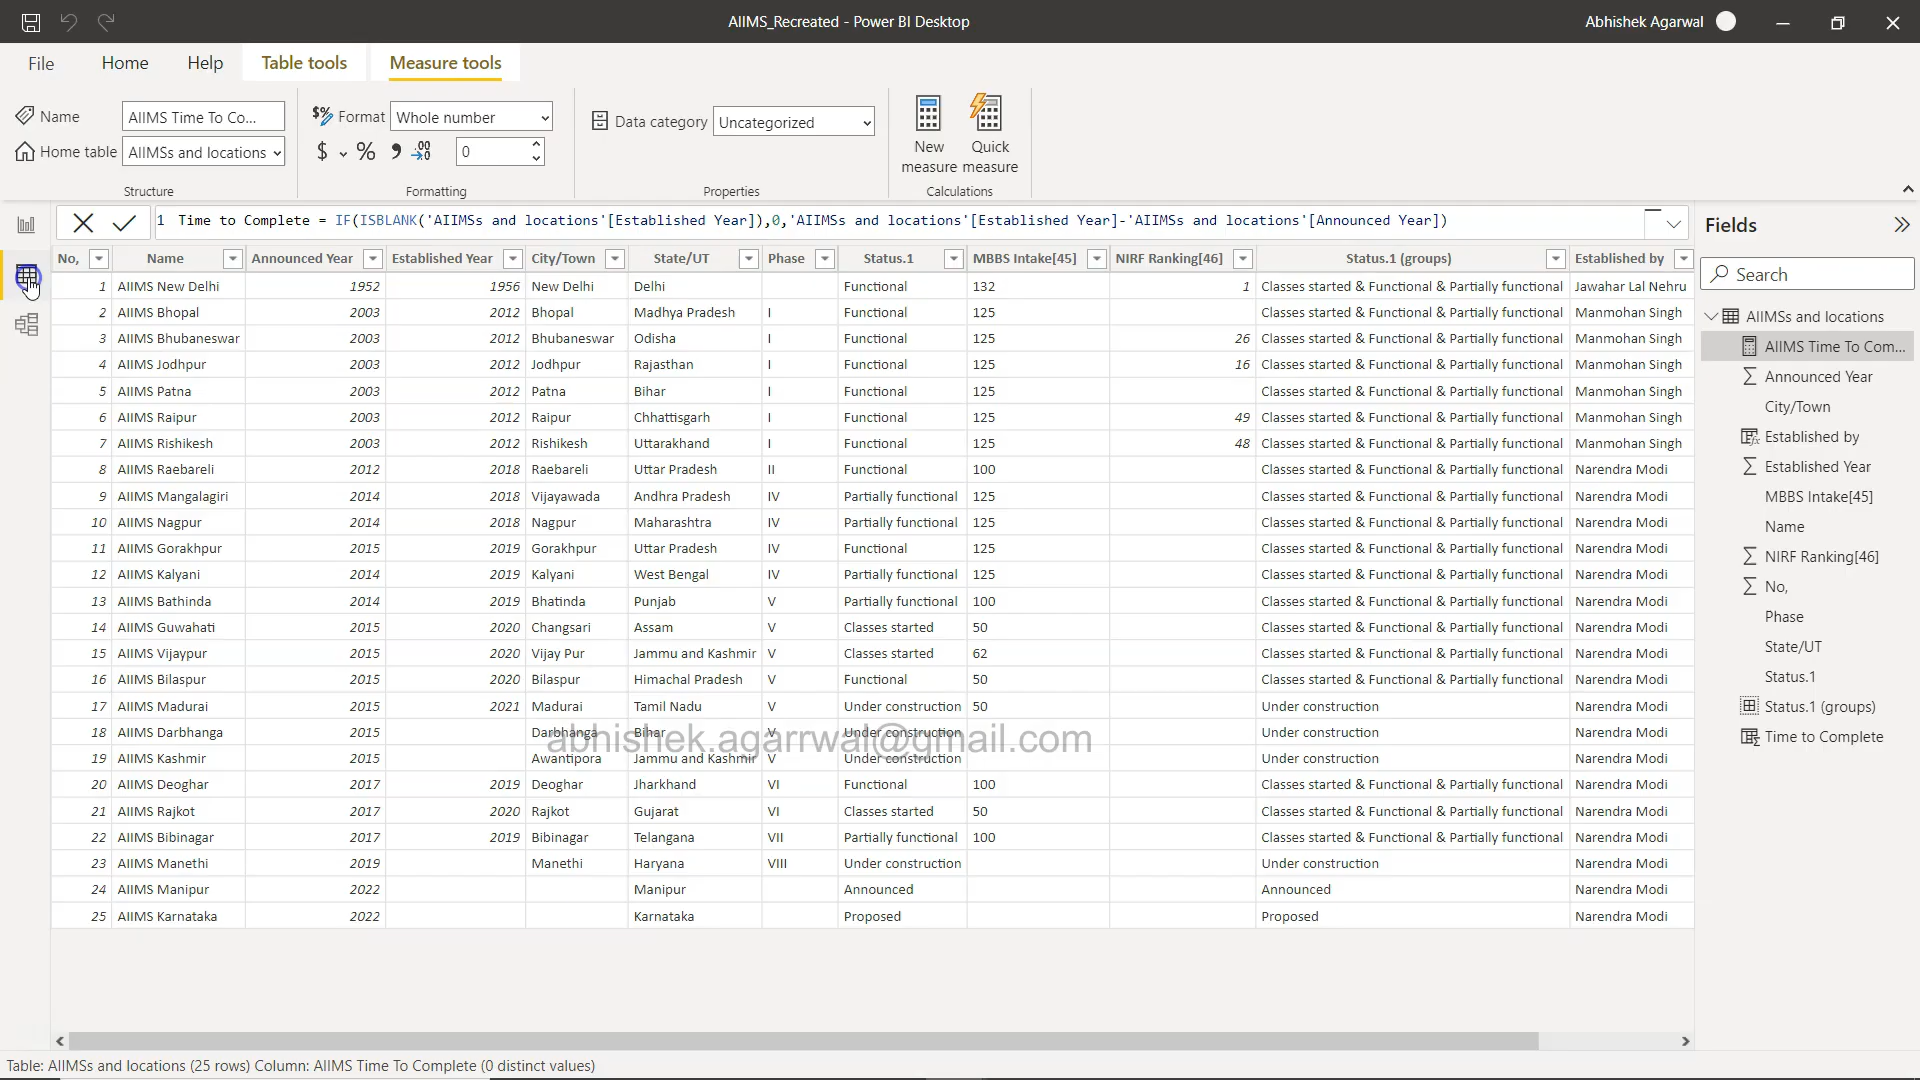 AIIMS_Recreated - Power BI Desktop
Abhishek Agarwal
File Home Help Table tools Measure tools
Name AIIMS Time To Co...
Home table AIIMSs and locations
Structure
$% Format Whole number
$ % 9 .00 0
Formatting
Data category Uncategorized
Properties
New measure
Quick measure
Calculations
1 Time to Complete = IF(ISBLANK('AIIMSs and locations'[Established Year]),0,'AIIMSs and locations'[Established Year]-'AIIMSs and locations'[Announced Year])
No, Name Announced Year Established Year City/Town State/UT Phase Status.1 MBBS Intake[45] NIRF Ranking[46] Status.1 (groups) Established by
1 AIIMS New Delhi 1952 1956 New Delhi Delhi Functional 132 1 Classes started & Functional & Partially functional Jawahar Lal Nehru
2 AIIMS Bhopal 2003 2012 Bhopal Madhya Pradesh I Functional 125 Classes started & Functional & Partially functional Manmohan Singh
3 AIIMS Bhubaneswar 2003 2012 Bhubaneswar Odisha I Functional 125 26 Classes started & Functional & Partially functional Manmohan Singh
4 AIIMS Jodhpur 2003 2012 Jodhpur Rajasthan I Functional 125 16 Classes started & Functional & Partially functional Manmohan Singh
5 AIIMS Patna 2003 2012 Patna Bihar I Functional 125 Classes started & Functional & Partially functional Manmohan Singh
6 AIIMS Raipur 2003 2012 Raipur Chhattisgarh I Functional 125 49 Classes started & Functional & Partially functional Manmohan Singh
7 AIIMS Rishikesh 2003 2012 Rishikesh Uttarakhand I Functional 125 48 Classes started & Functional & Partially functional Manmohan Singh
8 AIIMS Raebareli 2012 2018 Raebareli Uttar Pradesh II Functional 100 Classes started & Functional & Partially functional Narendra Modi
9 AIIMS Mangalagiri 2014 2018 Vijayawada Andhra Pradesh IV Partially functional 125 Classes started & Functional & Partially functional Narendra Modi
10 AIIMS Nagpur 2014 2018 Nagpur Maharashtra IV Partially functional 125 Classes started & Functional & Partially functional Narendra Modi
11 AIIMS Gorakhpur 2015 2019 Gorakhpur Uttar Pradesh IV Functional 125 Classes started & Functional & Partially functional Narendra Modi
12 AIIMS Kalyani 2014 2019 Kalyani West Bengal IV Partially functional 125 Classes started & Functional & Partially functional Narendra Modi
13 AIIMS Bathinda 2014 2019 Bhatinda Punjab V Partially functional 100 Classes started & Functional & Partially functional Narendra Modi
14 AIIMS Guwahati 2015 2020 Changsari Assam V Classes started 50 Classes started & Functional & Partially functional Narendra Modi
15 AIIMS Vijaypur 2015 2020 Vijay Pur Jammu and Kashmir V Classes started 62 Classes started & Functional & Partially functional Narendra Modi
16 AIIMS Bilaspur 2015 2020 Bilaspur Himachal Pradesh V Functional 50 Classes started & Functional & Partially functional Narendra Modi
17 AIIMS Madurai 2015 2021 Madurai Tamil Nadu V Under construction 50 Under construction Narendra Modi
18 AIIMS Darbhanga 2015 Darbhanga Bihar V Under construction Under construction Narendra Modi
abhishek.agarrwal@gmail.com
19 AIIMS Kashmir 2015 Awantipora Jammu and Kashmir V Under construction Under construction Narendra Modi
20 AIIMS Deoghar 2017 2019 Deoghar Jharkhand VI Functional 100 Classes started & Functional & Partially functional Narendra Modi
21 AIIMS Rajkot 2017 2020 Rajkot Gujarat VI Classes started 50 Classes started & Functional & Partially functional Narendra Modi
22 AIIMS Bibinagar 2017 2019 Bibinagar Telangana VII Partially functional 100 Classes started & Functional & Partially functional Narendra Modi
23 AIIMS Manethi 2019 Manethi Haryana VIII Under construction Under construction Narendra Modi
24 AIIMS Manipur 2022 Manipur Announced Announced Narendra Modi
25 AIIMS Karnataka 2022 Karnataka Proposed Proposed Narendra Modi
Fields
Search
AIIMSs and locations
AIIMS Time To Com...
Announced Year
City/Town
Established by
Established Year
MBBS Intake[45]
Name
NIRF Ranking[46]
No,
Phase
State/UT
Status.1
Status.1 (groups)
Time to Complete
Table: AIIMSs and locations (25 rows) Column: AIIMS Time To Complete (0 distinct values)